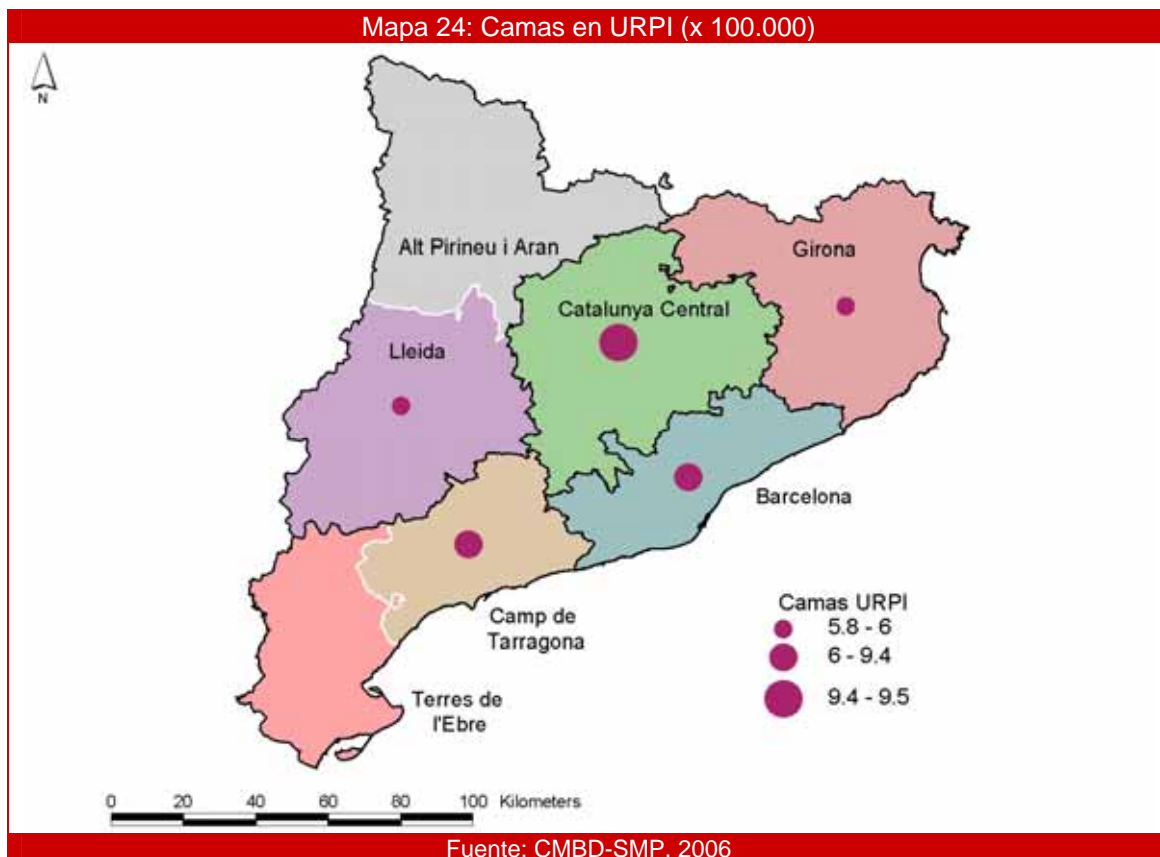 Mapa 24: Camas en URPI (x 100.000)
N
Alt Pirineu i Aran
Girona
Catalunya Central
Lleida
Barcelona
Camp de
Tarragona
Terres de
l'Ebre
Camas URPI
5.8 - 6
6 - 9.4
9.4 - 9.5
0 20 40 60 80 100 Kilometers
Fuente: CMBD-SMP, 2006